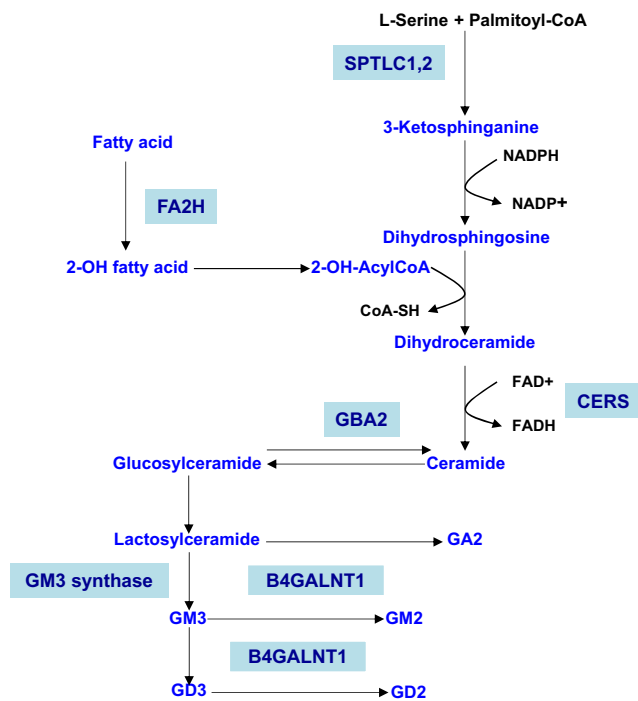 L-Serine + Palmitoyl-CoA
SPTLC1,2
3-Ketosphinganine
Fatty acid
NADPH
FA2H
NADP+
Dihydrosphingosine
2-OH fatty acid
2-OH-AcylCoA
CoA-SH
Dihydroceramide
FAD+
CERS
GBA2
FADH
Glucosylceramide
Ceramide
Lactosylceramide
GA2
GM3 synthase
B4GALNT1
GM3
GM2
B4GALNT1
GD3
GD2